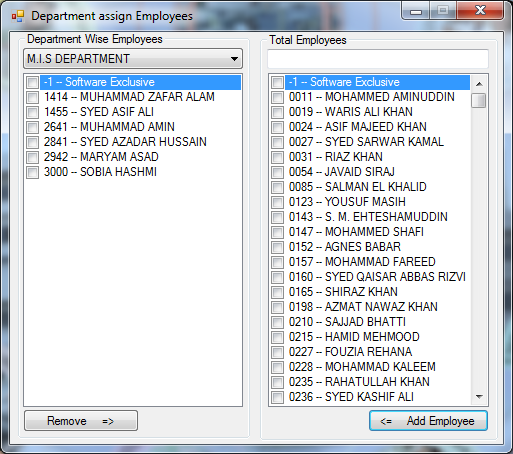 Department assign Employees
Department Wise Employees
M.I.S DEPARTMENT
-1 -- Software Exclusive
1414 -- MUHAMMAD ZAFAR ALAM
1455 -- SYED ASIF ALI
2641 -- MUHAMMAD AMIN
2841 -- SYED AZADAR HUSSAIN
2942 -- MARYAM ASAD
3000 -- SOBIA HASHMI
Remove =>
Total Employees
-1 -- Software Exclusive
0011 -- MOHAMMED AMINUDDIN
0019 -- WARIS ALI KHAN
0024 -- ASIF MAJEED KHAN
0027 -- SYED SARWAR KAMAL
0031 -- RIAZ KHAN
0054 -- JAVAID SIRAJ
0085 -- SALMAN EL KHALID
0123 -- YOUSUF MASIH
0143 -- S. M. EHTESHAMUDDIN
0147 -- MOHAMMED SHAFI
0152 -- AGNES BABAR
0157 -- MOHAMMAD FAREED
0160 -- SYED QAISAR ABBAS RIZVI
0165 -- SHIRAZ KHAN
0198 -- AZMAT NAWAZ KHAN
0210 -- SAJJAD BHATTI
0215 -- HAMID MEHMOOD
0227 -- FOUZIA REHANA
0228 -- MOHAMMAD KALEEM
0235 -- RAHATULLAH KHAN
0236 -- SYED KASHIF ALI
<= Add Employee